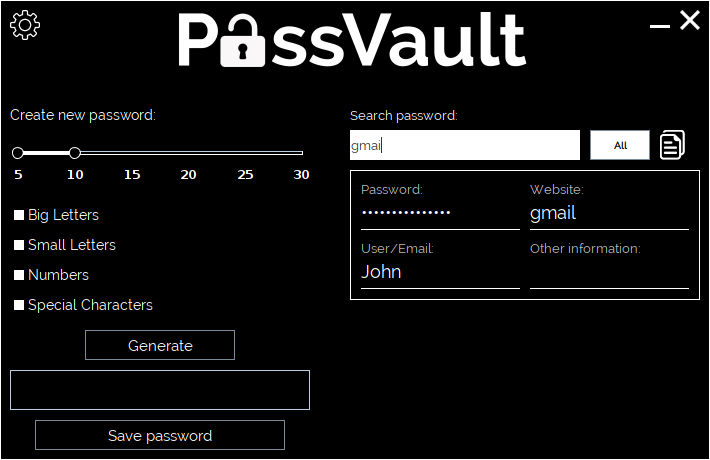 PassVault
Create new password:
5 10 15 20 25 30
Big Letters
Small Letters
Numbers
Special Characters
Generate
Save password
Search password:
gmai
All
Password: Website:
••••••••••••••• gmail
User/Email: Other information:
John